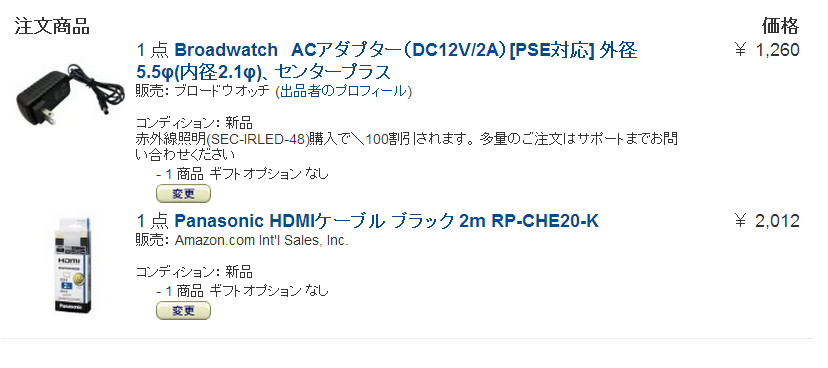 注文商品 価格
1 点 Broadwatch ACアダプター(DC12V/2A) [PSE対応] 外径 ¥ 1,260
5.5φ(内径2.1φ)、センタープラス
販売: ブロードウオッチ (出品者のプロフィール)
コンディション: 新品
赤外線照明(SEC-IRLED-48)購入で＼100割引されます。多量のご注文はサポートまでお問
い合わせください
- 1 商品 ギフトオプション なし
変更
1 点 Panasonic HDMIケーブル ブラック 2m RP-CHE20-K ¥ 2,012
販売: Amazon.com Int'l Sales, Inc.
コンディション: 新品
- 1 商品 ギフトオプション なし
変更
HDMI
Panasonic